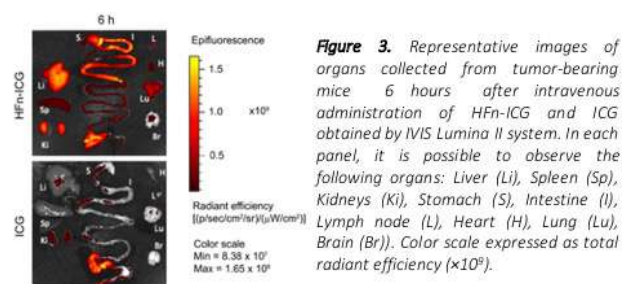 6 h
HFn-ICG
S
I
L
H
Li
Sp
Lu
Ki
Br
ICG
S
I
H
Li
L
Sp
Lu
Ki
Br
Epifluorescence
1.5
1.0
x10⁹
0.5
Radiant efficiency
[(p/sec/cm²/sr)/(µW/cm²)]
Color scale
Min = 8.38 x 10⁷
Max = 1.65 x 10⁹
Figure 3. Representative images of
organs collected from tumor-bearing
mice 6 hours after intravenous
administration of HFn-ICG and ICG
obtained by IVIS Lumina II system. In each
panel, it is possible to observe the
following organs: Liver (Li), Spleen (Sp),
Kidneys (Ki), Stomach (S), Intestine (I),
Lymph node (L), Heart (H), Lung (Lu),
Brain (Br)). Color scale expressed as total
radiant efficiency (×10⁹).